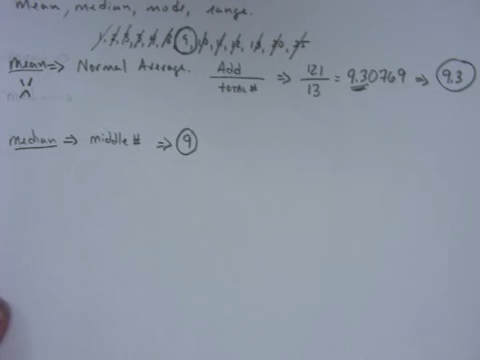 mean, median, mode, range.
9,
mean => Normal Average. Add / term # => 121 / 13 = 9.30769 => 9.3
X̄
median => middle # => 9